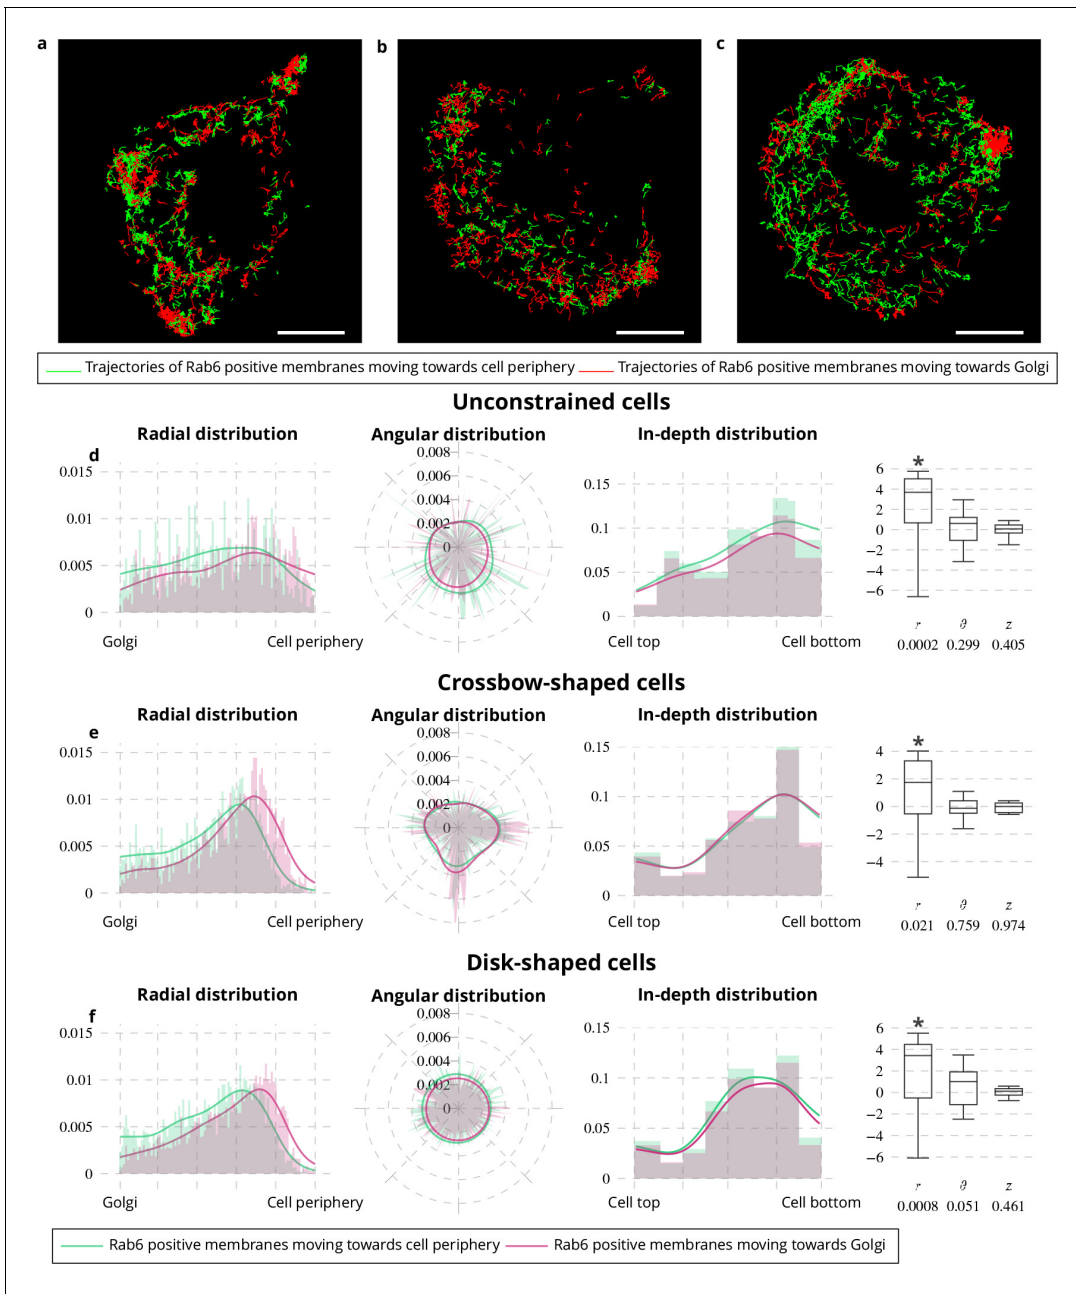 a b c
Trajectories of Rab6 positive membranes moving towards cell periphery Trajectories of Rab6 positive membranes moving towards Golgi
Unconstrained cells
Radial distribution Angular distribution In-depth distribution
d
0.015
0.01
0.005
0
Golgi Cell periphery
0.008
0.006
0.004
0.002
0
0.15
0.1
0.05
0
Cell top Cell bottom
*
6
4
2
0
−2
−4
−6
r ϑ z
0.0002 0.299 0.405
Crossbow-shaped cells
Radial distribution Angular distribution In-depth distribution
e
0.015
0.01
0.005
0
Golgi Cell periphery
0.008
0.006
0.004
0.002
0
0.15
0.1
0.05
0
Cell top Cell bottom
*
4
2
0
−2
−4
r ϑ z
0.021 0.759 0.974
Disk-shaped cells
Radial distribution Angular distribution In-depth distribution
f
0.015
0.01
0.005
0
Golgi Cell periphery
0.008
0.006
0.004
0.002
0
0.15
0.1
0.05
0
Cell top Cell bottom
*
6
4
2
0
−2
−4
−6
r ϑ z
0.0008 0.051 0.461
Rab6 positive membranes moving towards cell periphery Rab6 positive membranes moving towards Golgi